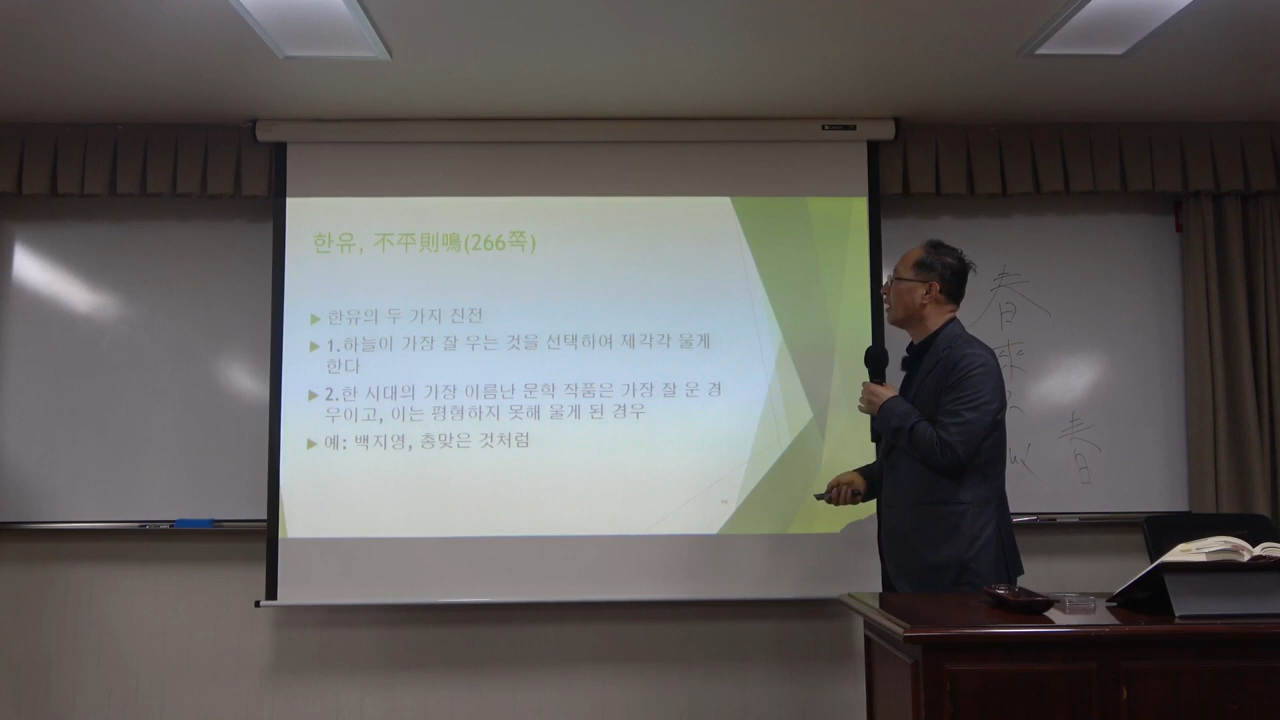 한유, 不平則鳴(266쪽)
한유의 두 가지 진전
1.하늘이 가장 잘 우는 것을 선택하여 제각각 울게
한다
2.한 시대의 가장 이름난 문학 작품은 가장 잘 운 경
우이고, 이는 평형하지 못해 울게 된 경우
예: 백지영, 총맞은 것처럼
春
來
似
春